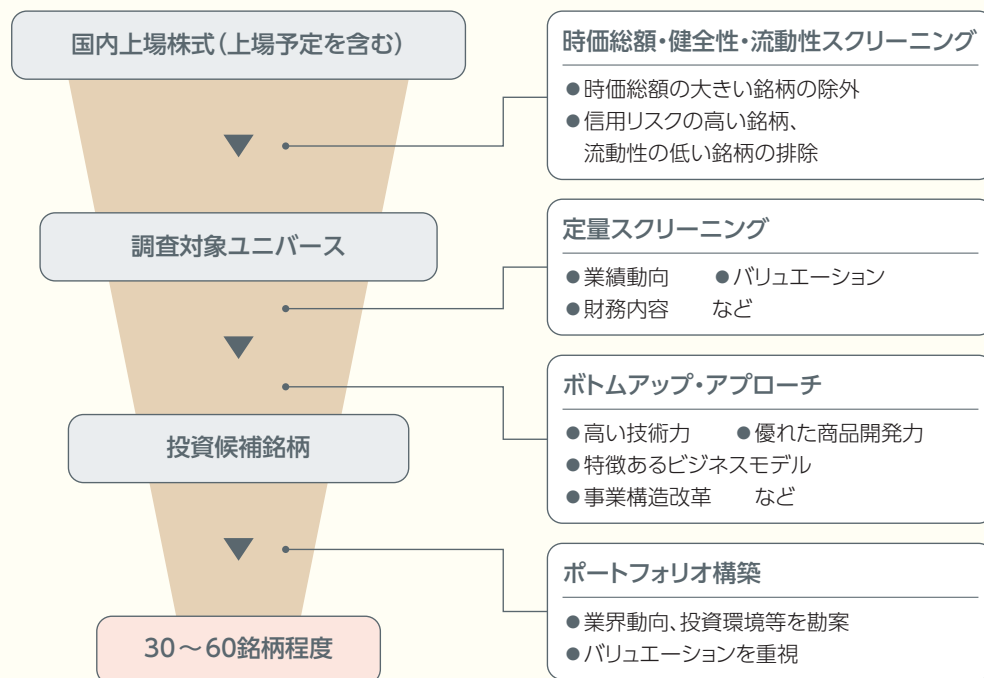 国内上場株式(上場予定を含む)
時価総額・健全性・流動性スクリーニング
●時価総額の大きい銘柄の除外
●信用リスクの高い銘柄、
流動性の低い銘柄の排除
調査対象ユニバース
定量スクリーニング
●業績動向 ●バリュエーション
●財務内容 など
ボトムアップ・アプローチ
●高い技術力 ●優れた商品開発力
●特徴あるビジネスモデル
●事業構造改革 など
投資候補銘柄
ポートフォリオ構築
●業界動向、投資環境等を勘案
●バリュエーションを重視
30～60銘柄程度